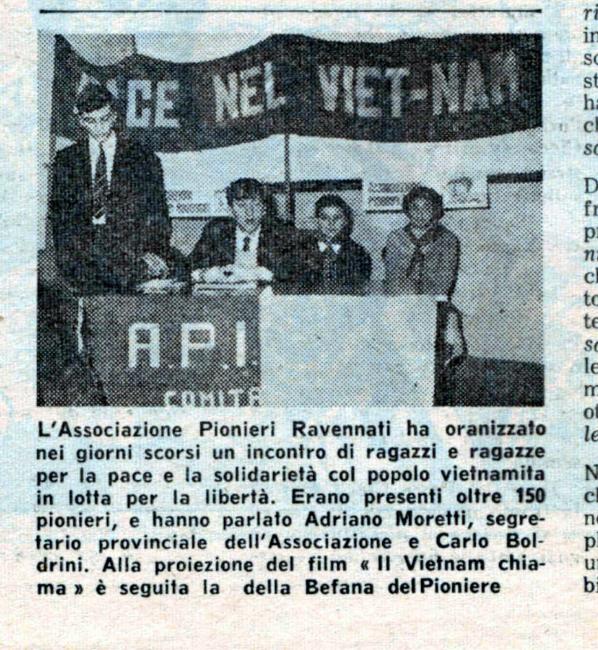 PACE NEL VIET-NAM
A.P.I.
COMITA
L'Associazione Pionieri Ravennati ha oranizzato
nei giorni scorsi un incontro di ragazzi e ragazze
per la pace e la solidarietà col popolo vietnamita
in lotta per la libertà. Erano presenti oltre 150
pionieri, e hanno parlato Adriano Moretti, segre-
tario provinciale dell'Associazione e Carlo Bol-
drini. Alla proiezione del film « Il Vietnam chia-
ma » è seguita la della Befana delPioniere